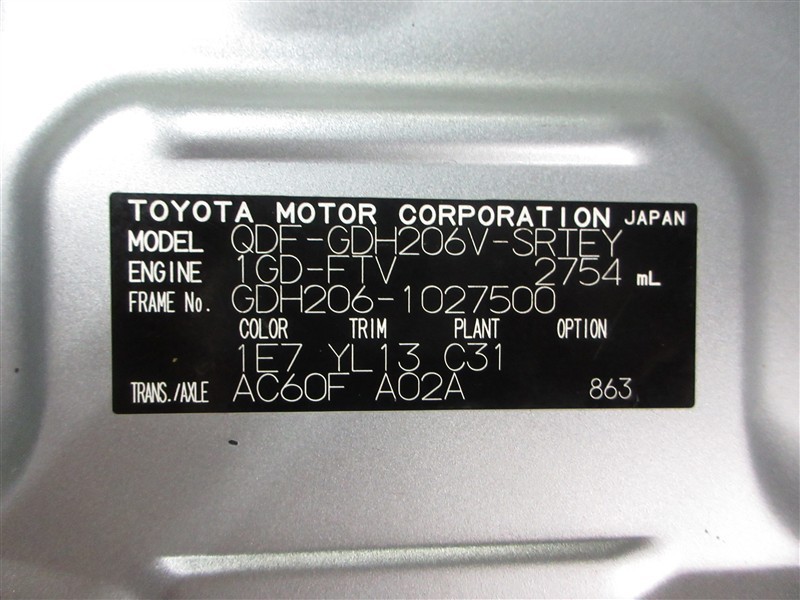 TOYOTA MOTOR CORPORATION JAPAN
MODEL QDF-GDH206V-SRTEY
ENGINE 1GD-FTV 2754 mL
FRAME No. GDH206-1027500
COLOR TRIM PLANT OPTION
1E7 YL13 C31
TRANS./AXLE AC60F A02A 863